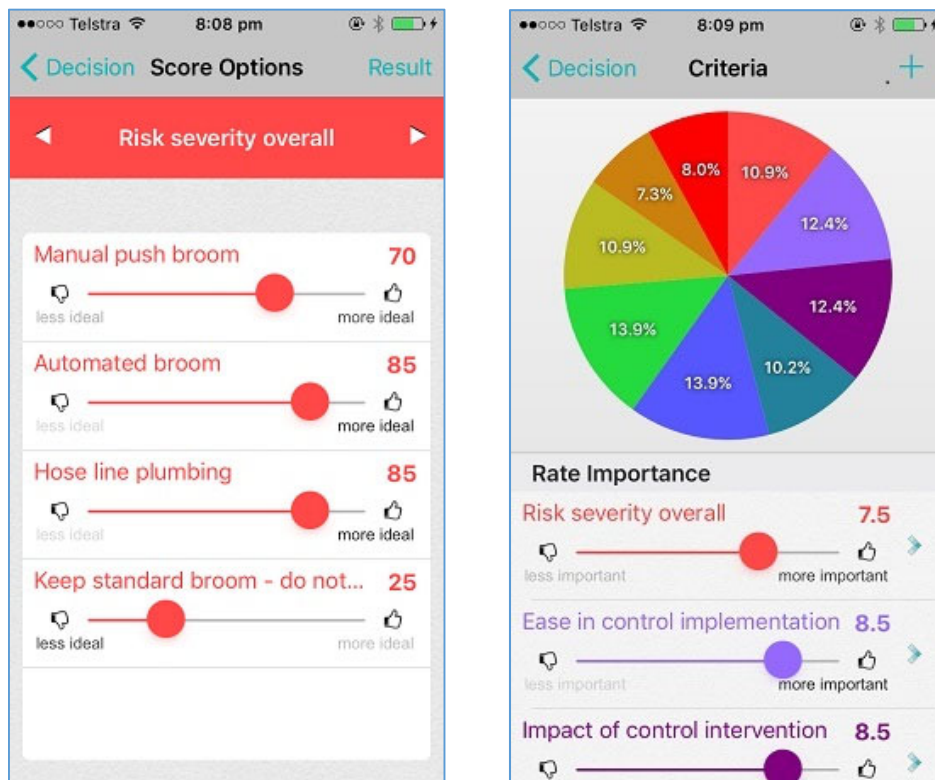 Telstra 8:08 pm
Decision Score Options Result
Risk severity overall
Manual push broom 70
less ideal more ideal
Automated broom 85
less ideal more ideal
Hose line plumbing 85
less ideal more ideal
Keep standard broom - do not... 25
less ideal more ideal
Telstra 8:09 pm
Decision Criteria +
8.0% 10.9%
7.3%
12.4%
10.9%
12.4%
13.9%
10.2%
13.9%
Rate Importance
Risk severity overall 7.5
less important more important
Ease in control implementation 8.5
less important more important
Impact of control intervention 8.5